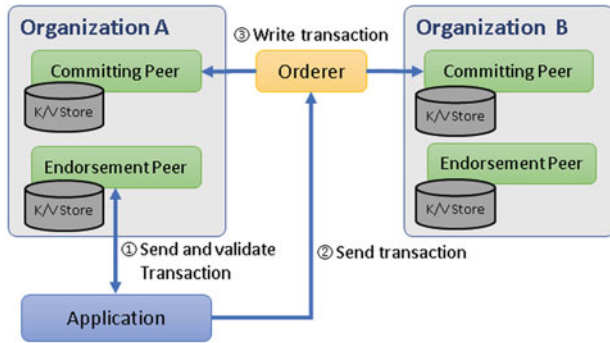 Organization A
Committing Peer
K/V Store
Endorsement Peer
K/V Store
③ Write transaction
Orderer
Organization B
Committing Peer
K/V Store
Endorsement Peer
K/V Store
① Send and validate
Transaction
② Send transaction
Application